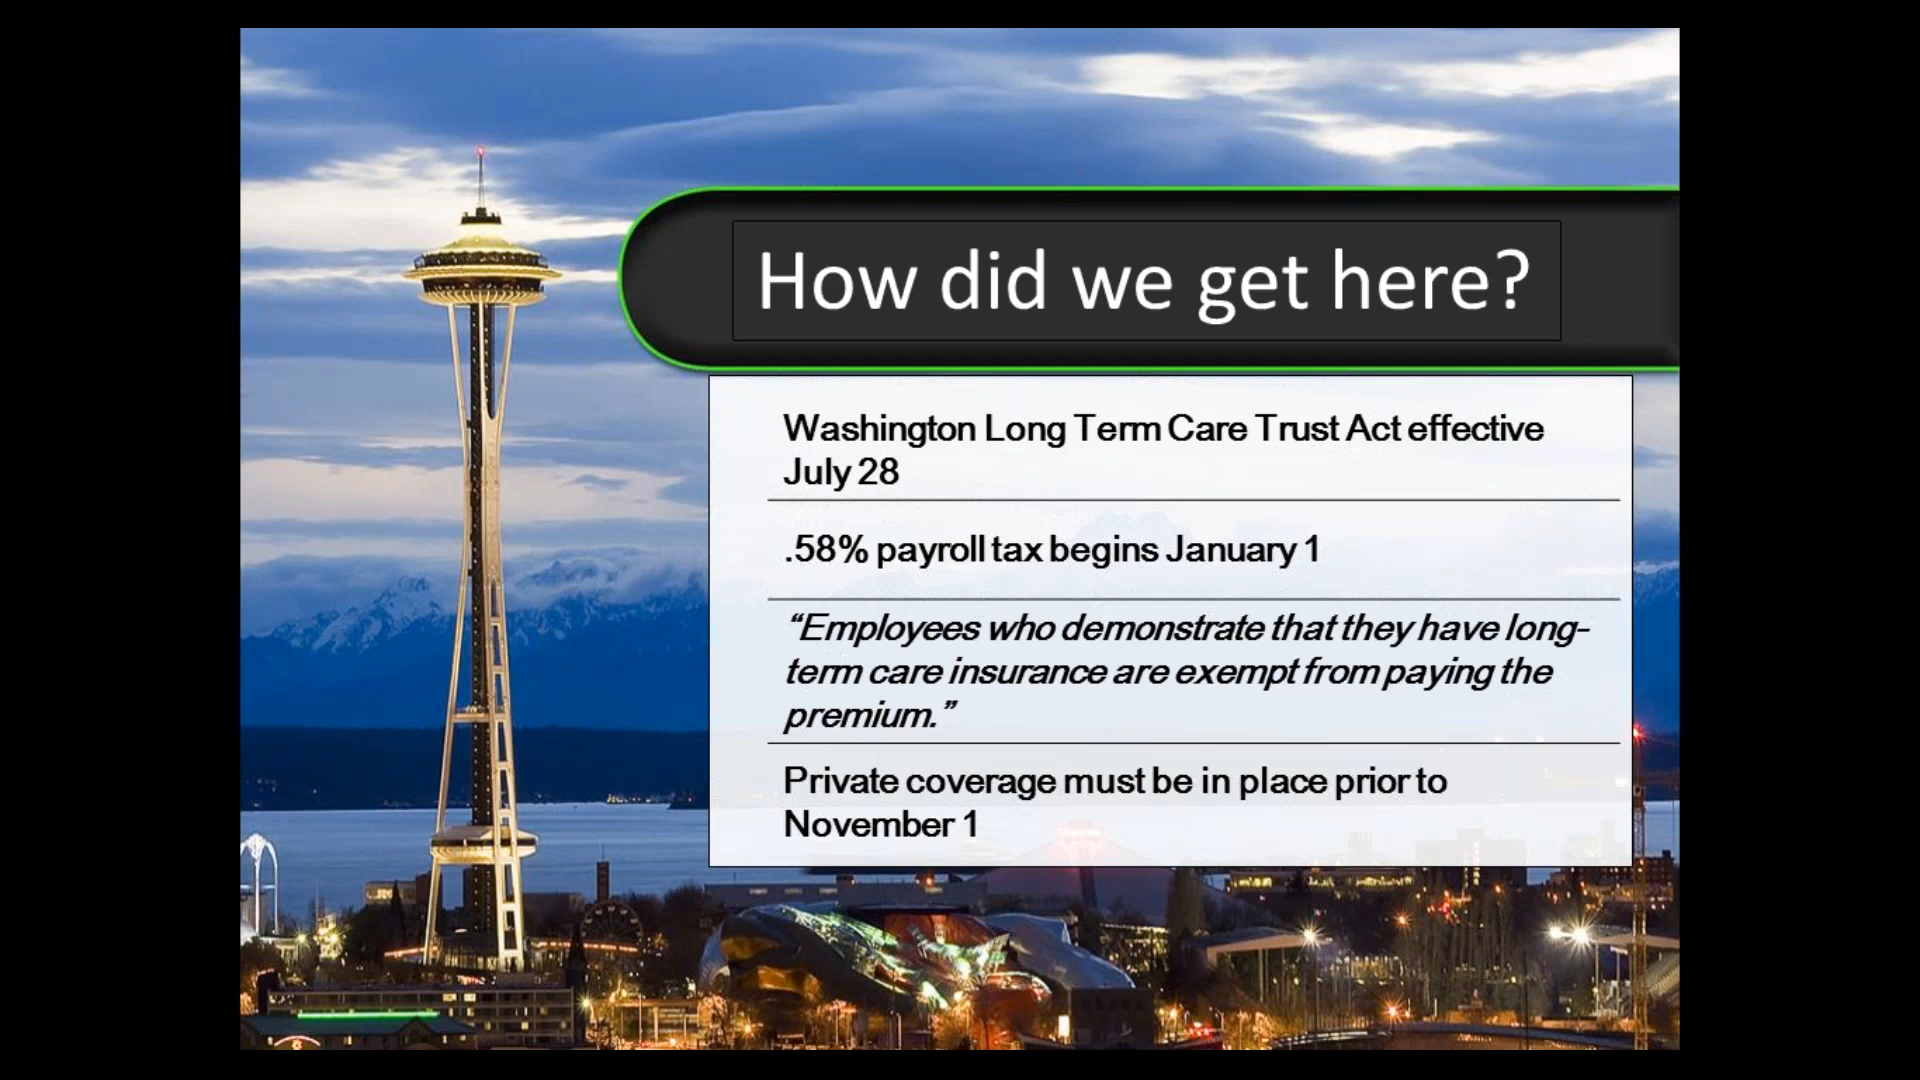 How did we get here?
Washington Long Term Care Trust Act effective
July 28
.58% payroll tax begins January 1
“Employees who demonstrate that they have long-
term care insurance are exempt from paying the
premium.”
Private coverage must be in place prior to
November 1